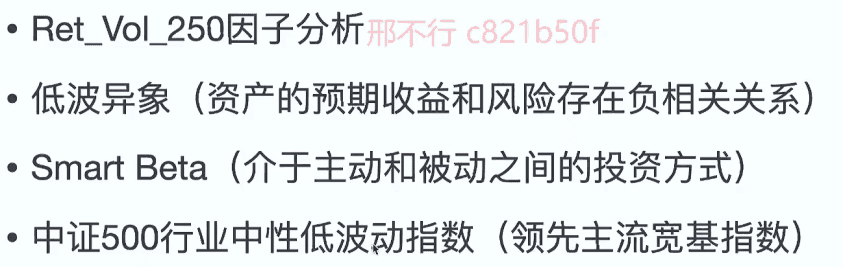 • Ret_Vol_250因子分析邢不行 c821b50f
• 低波异象（资产的预期收益和风险存在负相关关系）
• Smart Beta（介于主动和被动之间的投资方式）
• 中证500行业中性低波动指数（领先主流宽基指数）